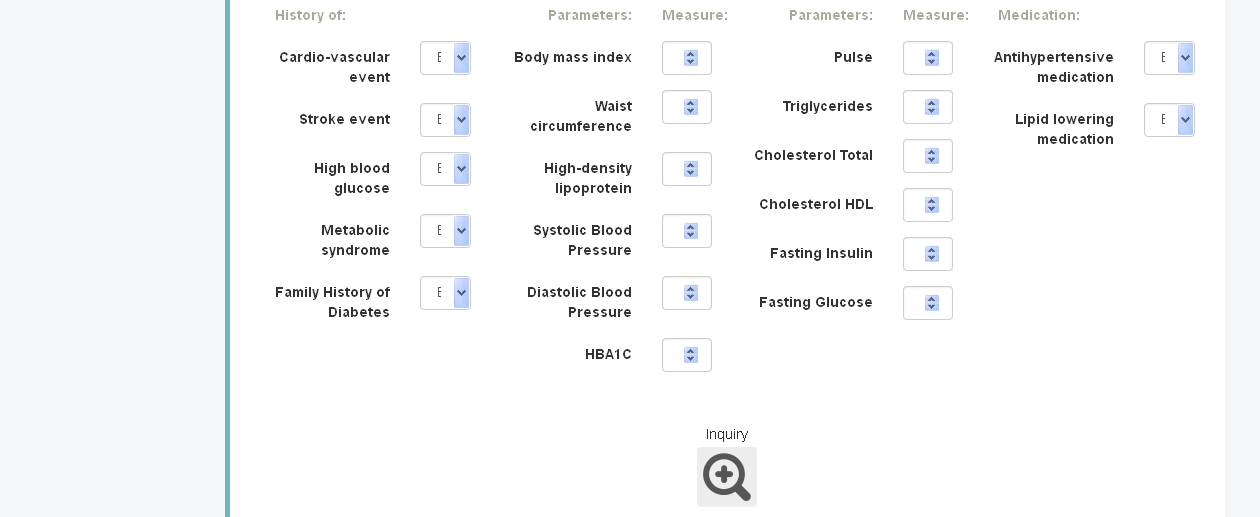 History of:
Parameters:
Measure:
Parameters:
Measure:
Medication:
Cardio-vascular
event
E
Stroke event
E
High blood
glucose
E
Metabolic
syndrome
E
Family History of
Diabetes
E
Body mass index
Waist
circumference
High-density
lipoprotein
Systolic Blood
Pressure
Diastolic Blood
Pressure
HBA1C
Pulse
Triglycerides
Cholesterol Total
Cholesterol HDL
Fasting Insulin
Fasting Glucose
Antihypertensive
medication
E
Lipid lowering
medication
E
Inquiry